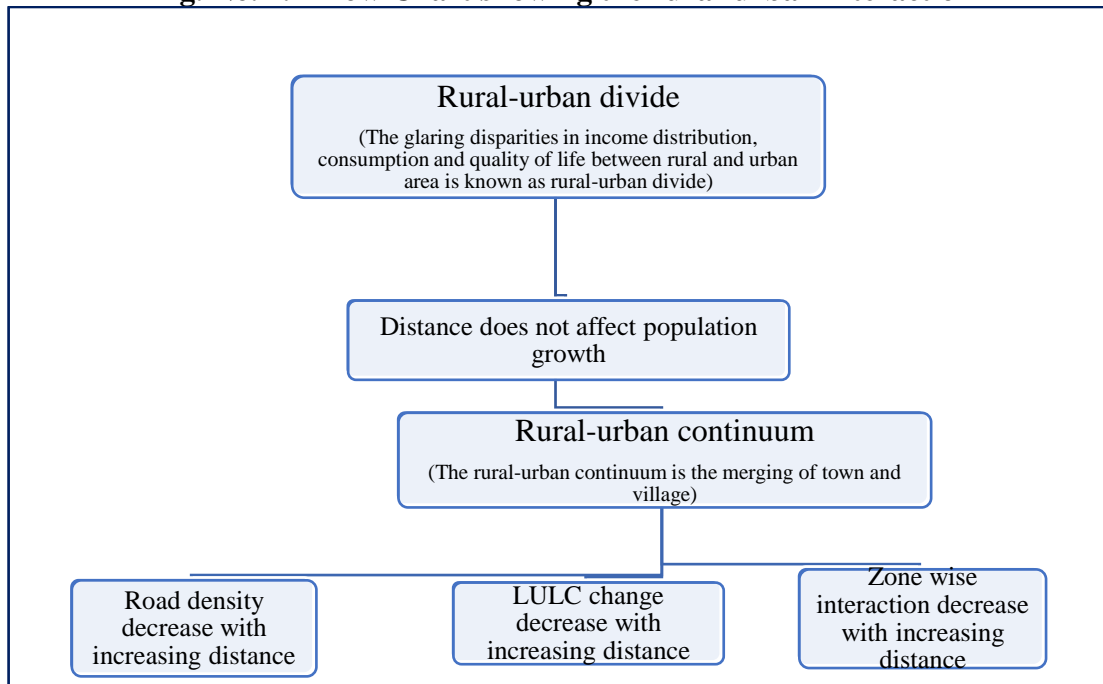 Rural-urban divide
(The glaring disparities in income distribution,
consumption and quality of life between rural and urban
area is known as rural-urban divide)
Distance does not affect population
growth
Rural-urban continuum
(The rural-urban continuum is the merging of town and
village)
Road density
decrease with
increasing distance
LULC change
decrease with
increasing distance
Zone wise
interaction decrease
with increasing
distance